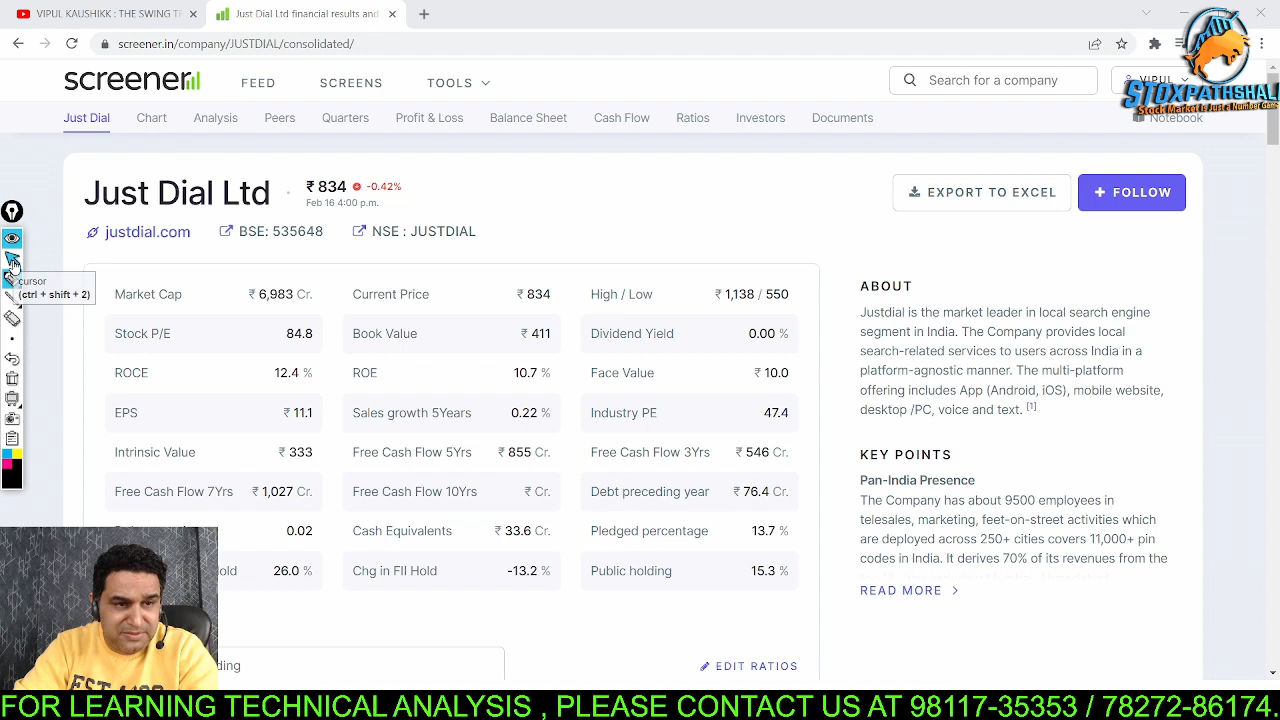 VIPUL KAUSHIKK : THE SWING T
Just Dial Ltd financial results and
screener.in/company/JUSTDIAL/consolidated/
screener
FEED
SCREENS
TOOLS
Search for a company
VIPUL
STOXPATHSHAL
Stock Market is Just a Number Game
Just Dial
Chart
Analysis
Peers
Quarters
Profit &
Cash Flow
Ratios
Investors
Documents
Notebook
Just Dial Ltd
₹ 834
-0.42%
Feb 16 4:00 p.m.
EXPORT TO EXCEL
+ FOLLOW
justdial.com
BSE: 535648
NSE : JUSTDIAL
cursor
(ctrl + shift + 2)
Market Cap ₹ 6,983 Cr.
Current Price ₹ 834
High / Low ₹ 1,138 / 550
Stock P/E 84.8
Book Value ₹ 411
Dividend Yield 0.00 %
ROCE 12.4 %
ROE 10.7 %
Face Value ₹ 10.0
EPS ₹ 11.1
Sales growth 5Years 0.22 %
Industry PE 47.4
Intrinsic Value ₹ 333
Free Cash Flow 5Yrs ₹ 855 Cr.
Free Cash Flow 3Yrs ₹ 546 Cr.
Free Cash Flow 7Yrs ₹ 1,027 Cr.
Free Cash Flow 10Yrs ₹ Cr.
Debt preceding year ₹ 76.4 Cr.
0.02
Cash Equivalents ₹ 33.6 Cr.
Pledged percentage 13.7 %
old 26.0 %
Chg in FII Hold -13.2 %
Public holding 15.3 %
ding
EDIT RATIOS
ABOUT
Justdial is the market leader in local search engine
segment in India. The Company provides local
search-related services to users across India in a
platform-agnostic manner. The multi-platform
offering includes App (Android, iOS), mobile website,
desktop /PC, voice and text. [1]
KEY POINTS
Pan-India Presence
The Company has about 9500 employees in
telesales, marketing, feet-on-street activities which
are deployed across 250+ cities covers 11,000+ pin
codes in India. It derives 70% of its revenues from the
READ MORE
FOR LEARNING TECHNICAL ANALYSIS , PLEASE CONTACT US AT 98117-35353 / 78272-86174.